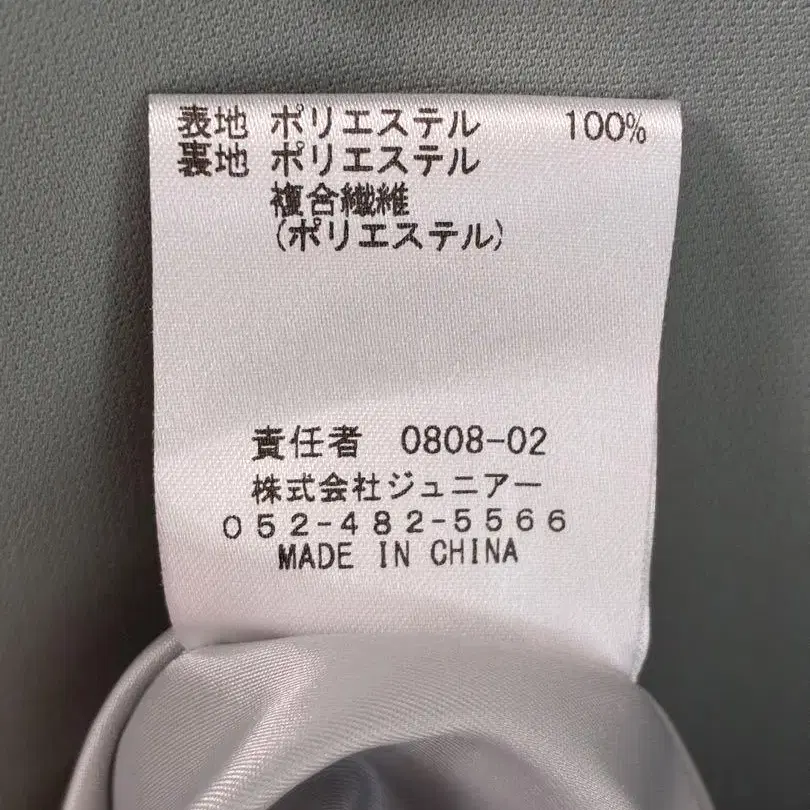 表地 ポリエステル 100%
裏地 ポリエステル
複合繊維
(ポリエステル)
責任者 0808-02
株式会社ジュニアー
052-482-5566
MADE IN CHINA